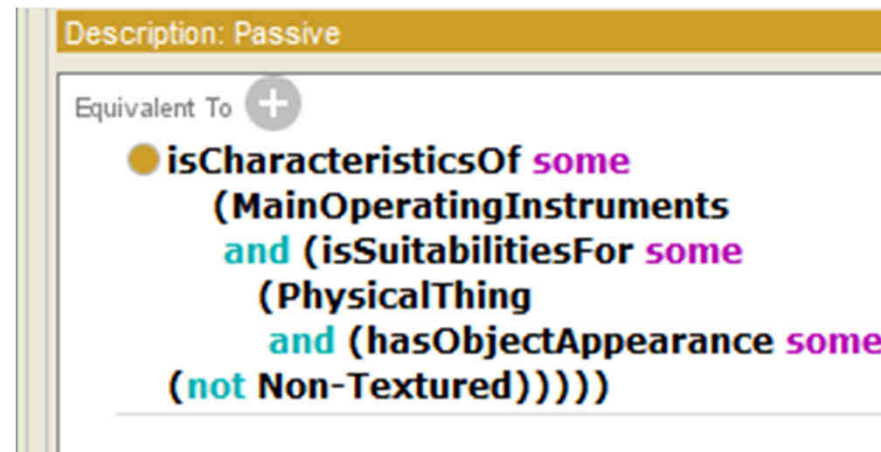 Description: Passive
Equivalent To
isCharacteristicsOf some
(MainOperatingInstruments
and (isSuitabilitiesFor some
(PhysicalThing
and (hasObjectAppearance some
(not Non-Textured)))))